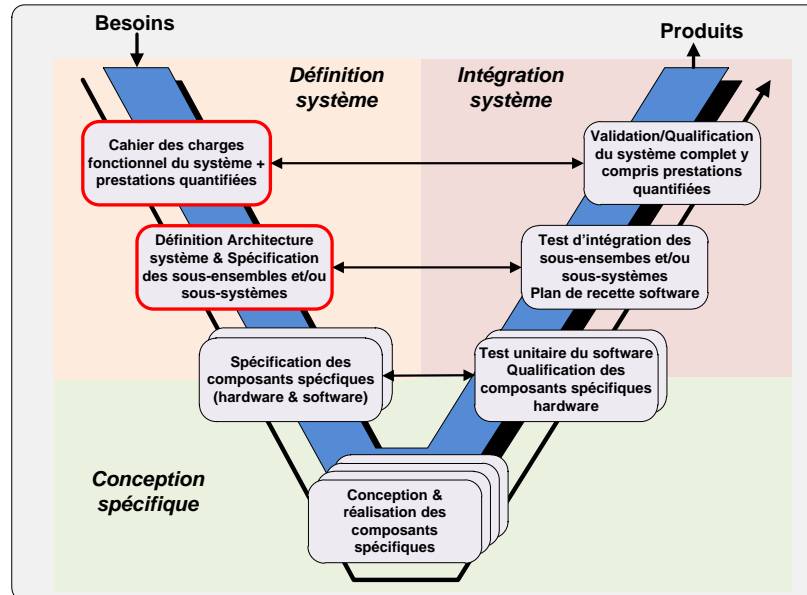 Besoins
Produits
Définition
système
Intégration
système
Cahier des charges
fonctionnel du système +
prestations quantifiées
Validation/Qualification
du système complet y
compris prestations
quantifiées
Définition Architecture
système & Spécification
des sous-ensembles et/ou
sous-systèmes
Test d'intégration des
sous-ensembes et/ou
sous-systèmes
Plan de recette software
Spécification des
composants spécfiques
(hardware & software)
Test unitaire du software
Qualification des
composants spécifiques
hardware
Conception
spécifique
Conception &
réalisation des
composants
spécifiques